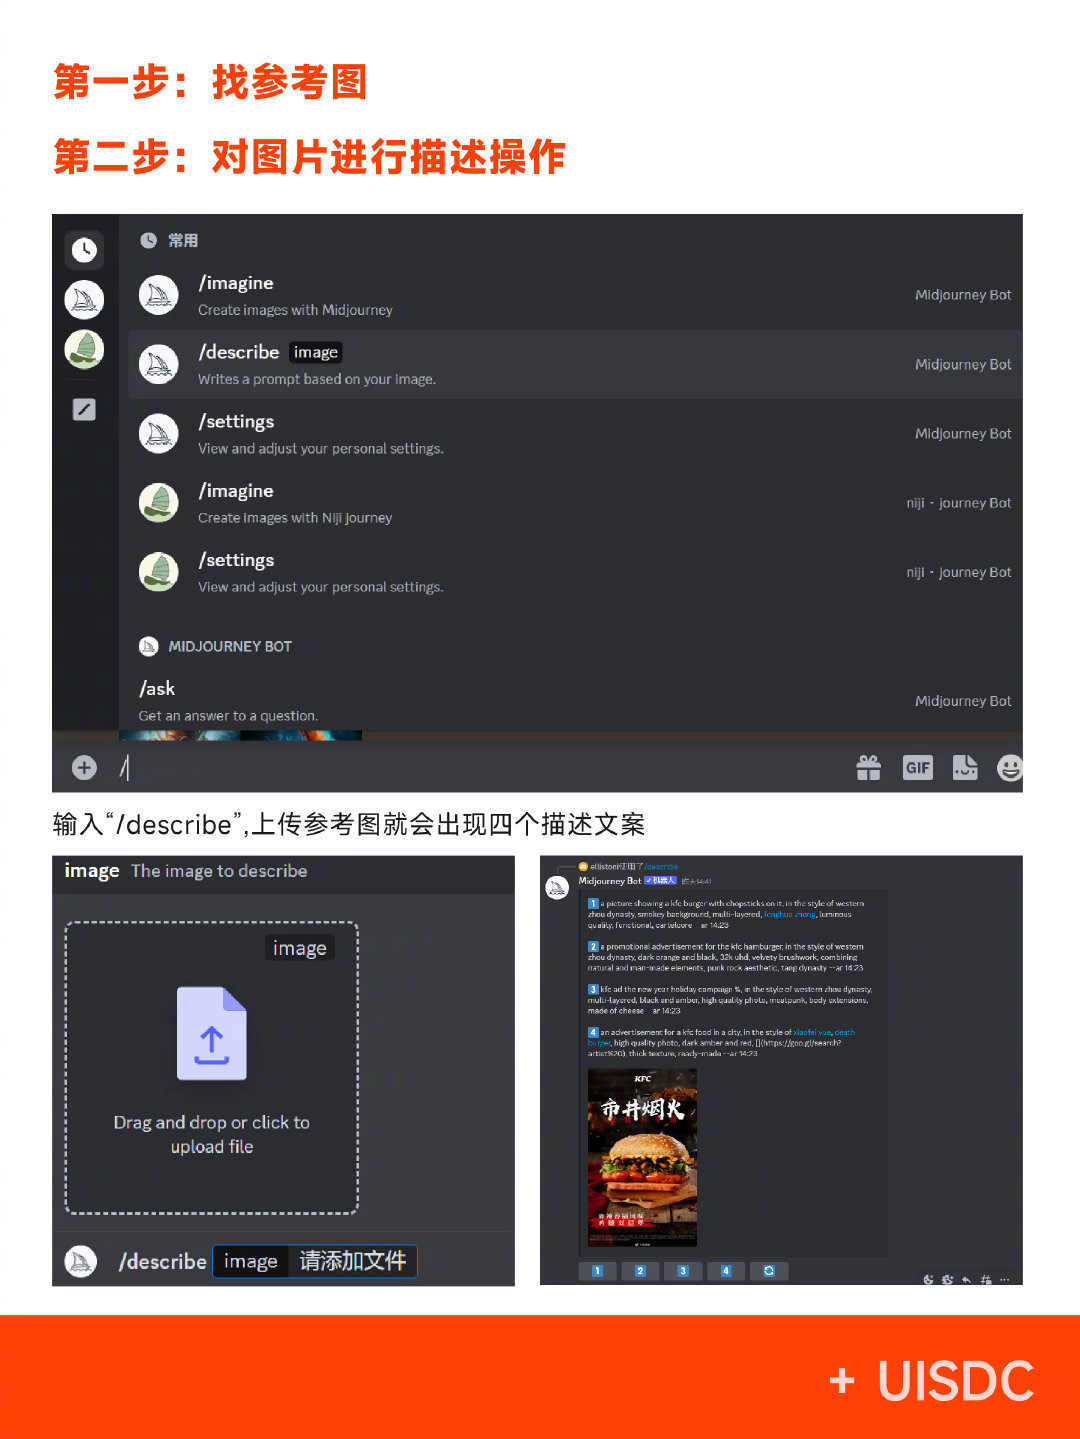 第一步：找参考图
第二步：对图片进行描述操作
常用
/imagine
Create images with Midjourney
Midjourney Bot
/describe image
Writes a prompt based on your image.
Midjourney Bot
/settings
View and adjust your personal settings.
Midjourney Bot
/imagine
Create images with Niji journey
niji・journey Bot
/settings
View and adjust your personal settings.
niji・journey Bot
MIDJOURNEY BOT
/ask
Get an answer to a question.
Midjourney Bot
/
GIF
输入“/describe”,上传参考图就会出现四个描述文案
image The image to describe
image
Drag and drop or click to
upload file
/describe image 请添加文件
ellistoni使用了/describe
Midjourney Bot ✓机器人 昨天14:41
1 a picture showing a kfc burger with chopsticks on it, in the style of western
zhou dynasty, smokey background, multi-layered, fenghua zhong, luminous
quality, functional, cartelcore --ar 14:23
2 a promotional advertisement for the kfc hamburger, in the style of western
zhou dynasty, dark orange and black, 32k uhd, velvety brushwork, combining
natural and man-made elements, punk rock aesthetic, tang dynasty --ar 14:23
3 kfc ad the new year holiday campaign %, in the style of western zhou dynasty,
multi-layered, black and amber, high quality photo, meatpunk, body extensions,
made of cheese --ar 14:23
4 an advertisement for a kfc food in a city, in the style of xiaofei yue, death
burger, high quality photo, dark amber and red, [](https://goo.gl/search?
artist%20), thick texture, ready-made --ar 14:23
KFC
市井烟火
1 2 3 4
+ UISDC